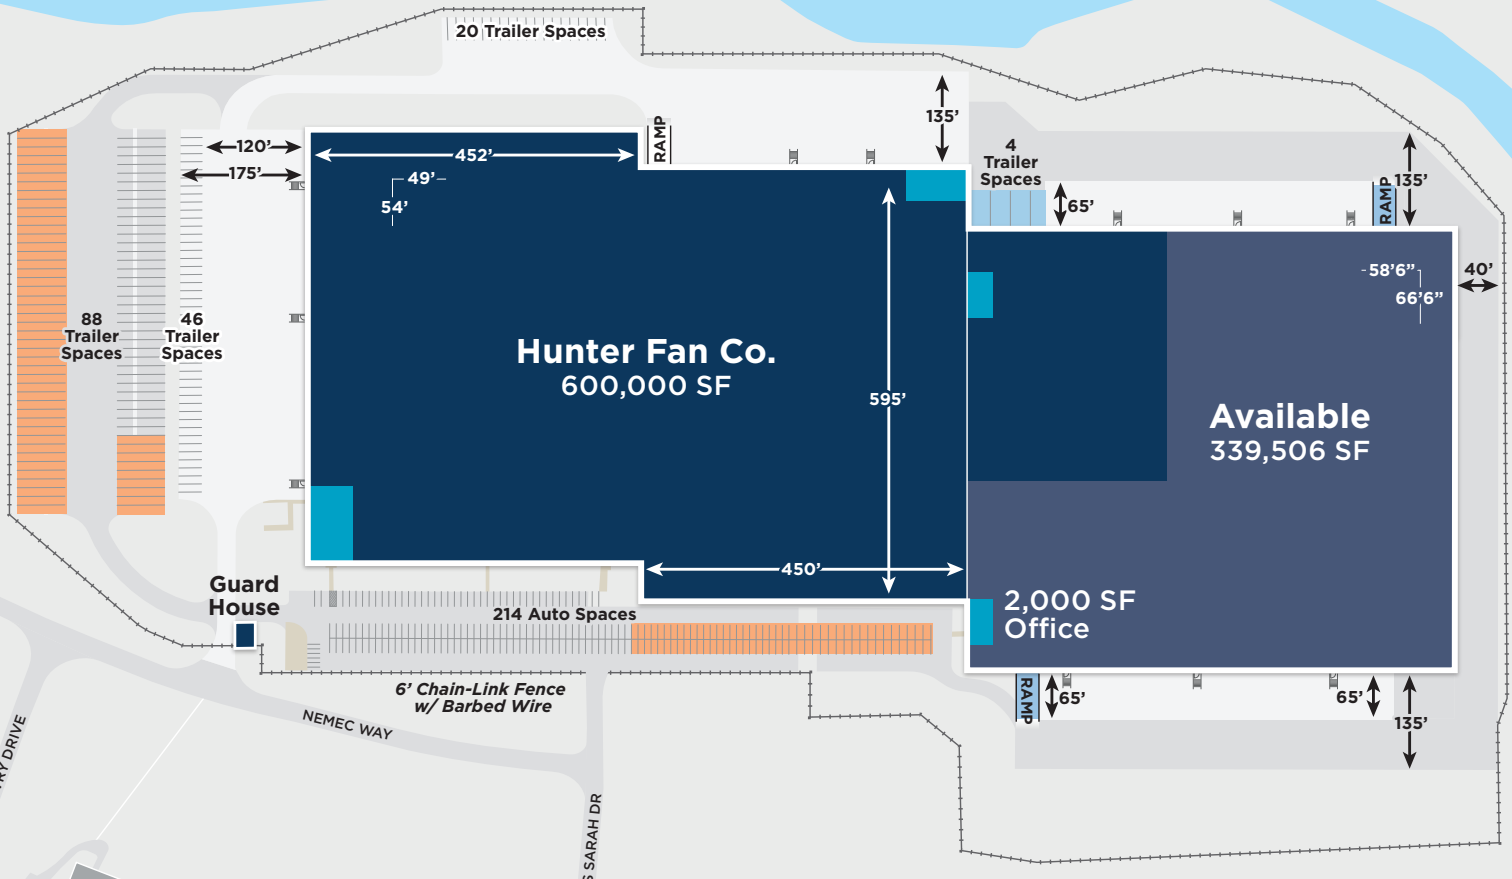 20 Trailer Spaces
135’
RAMP
4
Trailer
Spaces
120’
452’
175’
49’
54’
65’
RAMP
135’
58’6”
66’6”
40’
88
Trailer
Spaces
46
Trailer
Spaces
Hunter Fan Co.
600,000 SF
595’
Available
339,506 SF
450’
Guard
House
214 Auto Spaces
2,000 SF
Office
6’ Chain-Link Fence
w/ Barbed Wire
RAMP
65’
65’
135’
NEMEC WAY
DRIVE
SARAH DR